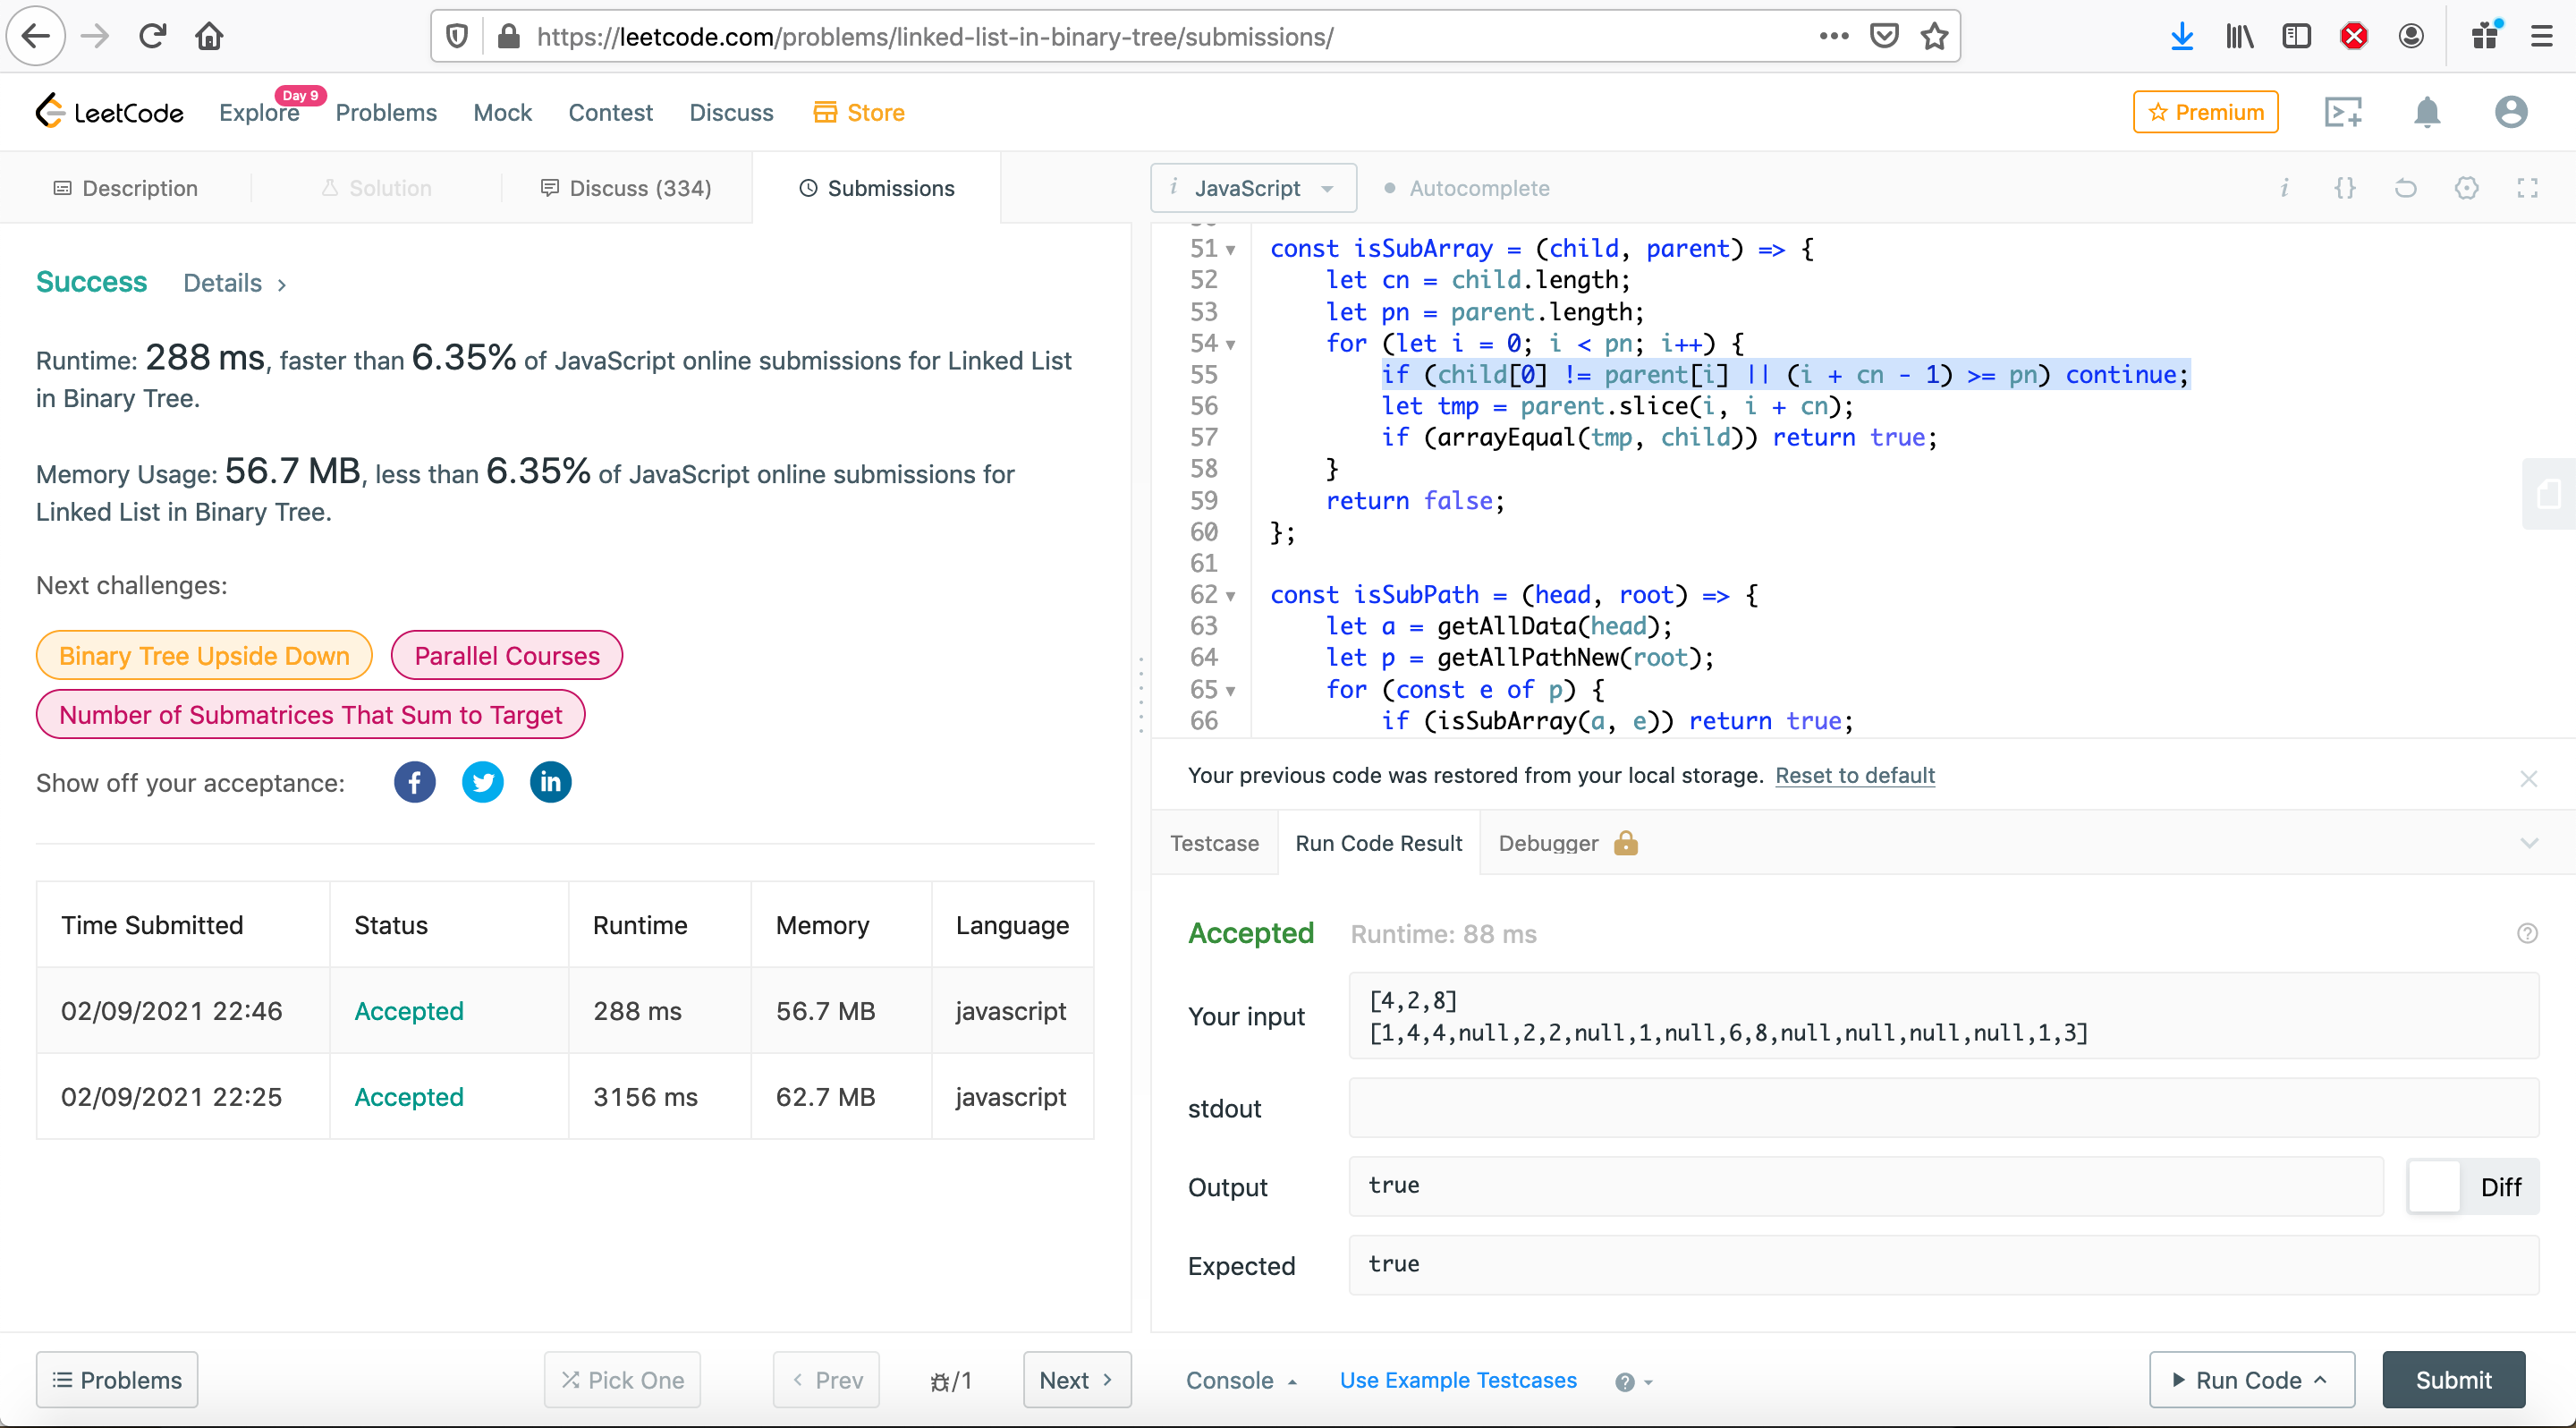 https://leetcode.com/problems/linked-list-in-binary-tree/submissions/
LeetCode
Explore
Day 9
Problems
Mock
Contest
Discuss
Store
Premium
Description
Solution
Discuss (334)
Submissions
i JavaScript
Autocomplete
Success Details >
Runtime: 288 ms, faster than 6.35% of JavaScript online submissions for Linked List
in Binary Tree.
Memory Usage: 56.7 MB, less than 6.35% of JavaScript online submissions for
Linked List in Binary Tree.
Next challenges:
Binary Tree Upside Down
Parallel Courses
Number of Submatrices That Sum to Target
Show off your acceptance:
Time Submitted Status Runtime Memory Language
02/09/2021 22:46 Accepted 288 ms 56.7 MB javascript
02/09/2021 22:25 Accepted 3156 ms 62.7 MB javascript
51 const isSubArray = (child, parent) => {
52 let cn = child.length;
53 let pn = parent.length;
54 for (let i = 0; i < pn; i++) {
55 if (child[0] != parent[i] || (i + cn - 1) >= pn) continue;
56 let tmp = parent.slice(i, i + cn);
57 if (arrayEqual(tmp, child)) return true;
58 }
59 return false;
60 };
61
62 const isSubPath = (head, root) => {
63 let a = getAllData(head);
64 let p = getAllPathNew(root);
65 for (const e of p) {
66 if (isSubArray(a, e)) return true;
Your previous code was restored from your local storage. Reset to default
Testcase
Run Code Result
Debugger
Accepted Runtime: 88 ms
Your input
[4,2,8]
[1,4,4,null,2,2,null,1,null,6,8,null,null,null,null,1,3]
stdout
Output
true
Diff
Expected
true
Problems
Pick One
< Prev
/1
Next >
Console
Use Example Testcases
Run Code
Submit